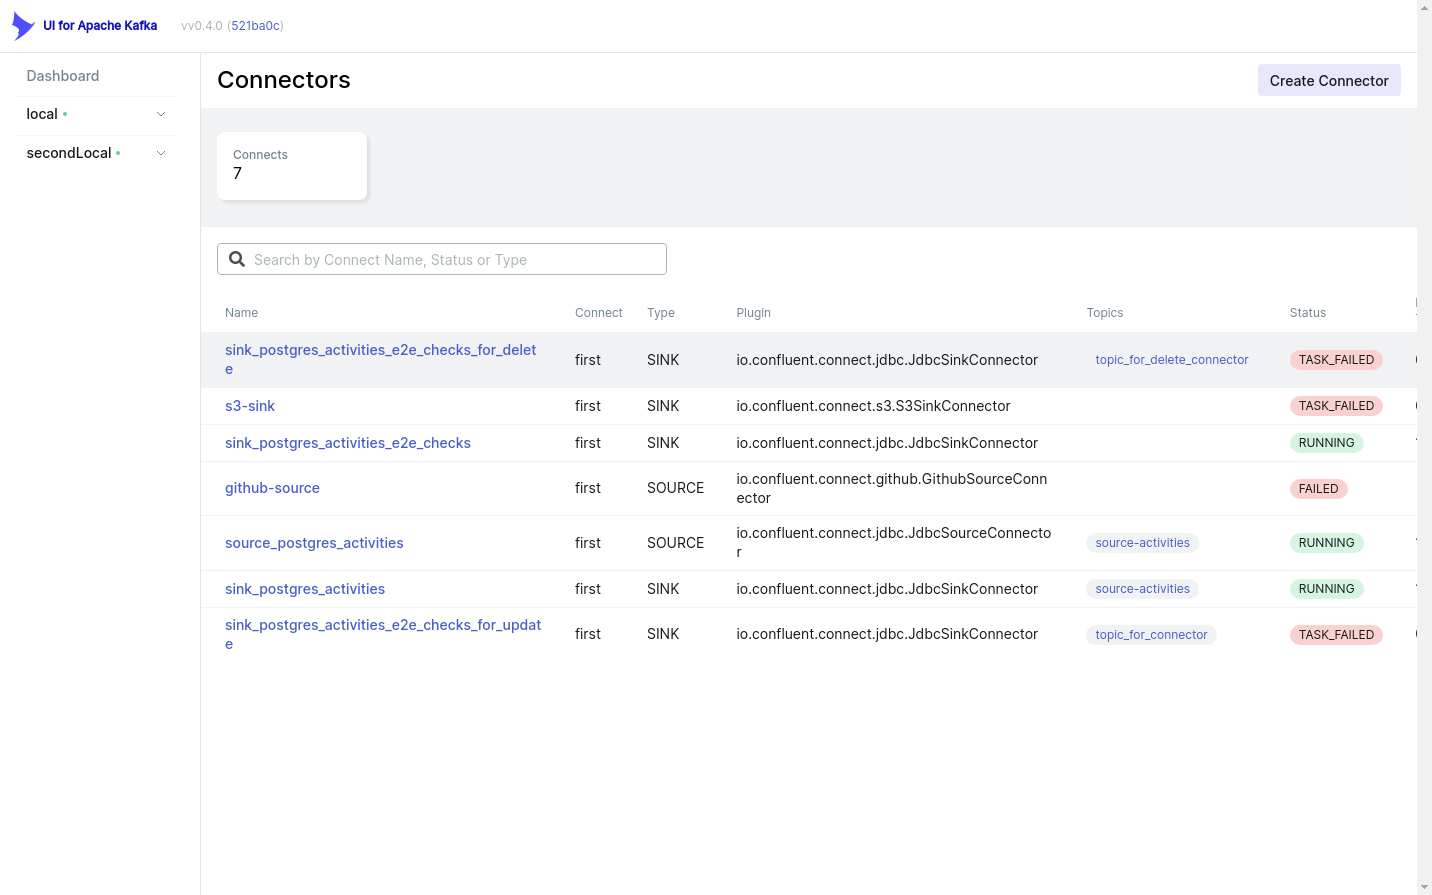 UI for Apache Kafka vv0.4.0 (521ba0c)
Dashboard
local
secondLocal
Connectors
Create Connector
Connects
7
Search by Connect Name, Status or Type
Name Connect Type Plugin Topics Status
sink_postgres_activities_e2e_checks_for_delet
e
first SINK io.confluent.connect.jdbc.JdbcSinkConnector topic_for_delete_connector TASK_FAILED
s3-sink first SINK io.confluent.connect.s3.S3SinkConnector TASK_FAILED
sink_postgres_activities_e2e_checks first SINK io.confluent.connect.jdbc.JdbcSinkConnector RUNNING
github-source first SOURCE io.confluent.connect.github.GithubSourceConn
ector
FAILED
source_postgres_activities first SOURCE io.confluent.connect.jdbc.JdbcSourceConnecto
r
source-activities RUNNING
sink_postgres_activities first SINK io.confluent.connect.jdbc.JdbcSinkConnector source-activities RUNNING
sink_postgres_activities_e2e_checks_for_updat
e
first SINK io.confluent.connect.jdbc.JdbcSinkConnector topic_for_connector TASK_FAILED